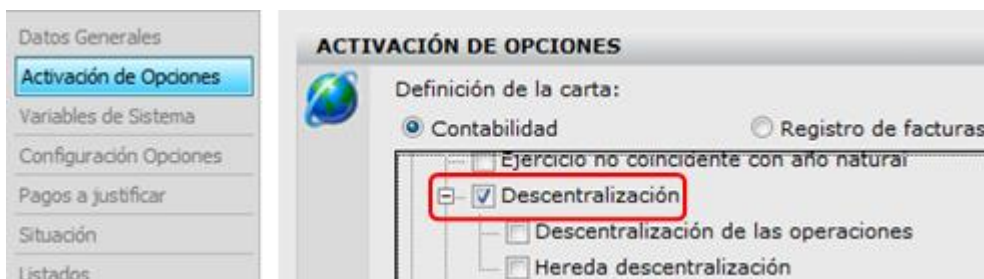 Datos Generales
Activación de Opciones
Variables de Sistema
Configuración Opciones
Pagos a justificar
Situación
Listados
ACTIVACIÓN DE OPCIONES
Definición de la carta:
Contabilidad Registro de facturas
Ejercicio no coincidente con año natural
Descentralización
Descentralización de las operaciones
Hereda descentralización